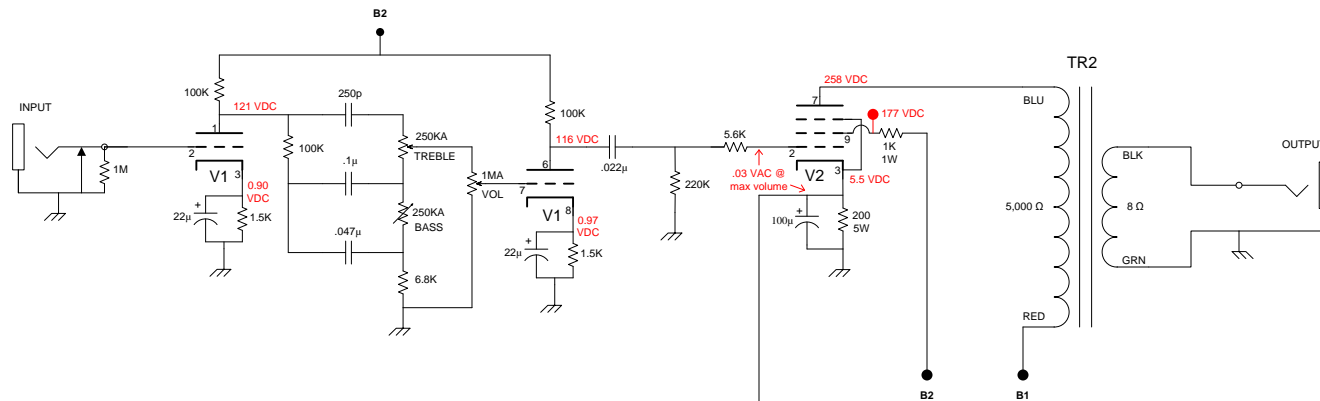 B2
TR2
INPUT
100K
121 VDC
250p
100K
258 VDC
BLU
177 VDC
1
2
3
V1
1M
0.90
VDC
22µ
+
1.5K
100K
250KA
TREBLE
.1µ
1MA
VOL
250KA
BASS
.047µ
6.8K
116 VDC
6
7
8
V1
0.97
VDC
22µ
+
1.5K
.022µ
5.6K
220K
.03 VAC @
max volume
7
9
2
3
V2
1K
1W
5.5 VDC
100µ
+
200
5W
5,000 Ω
8 Ω
BLK
GRN
RED
OUTPUT
B2
B1